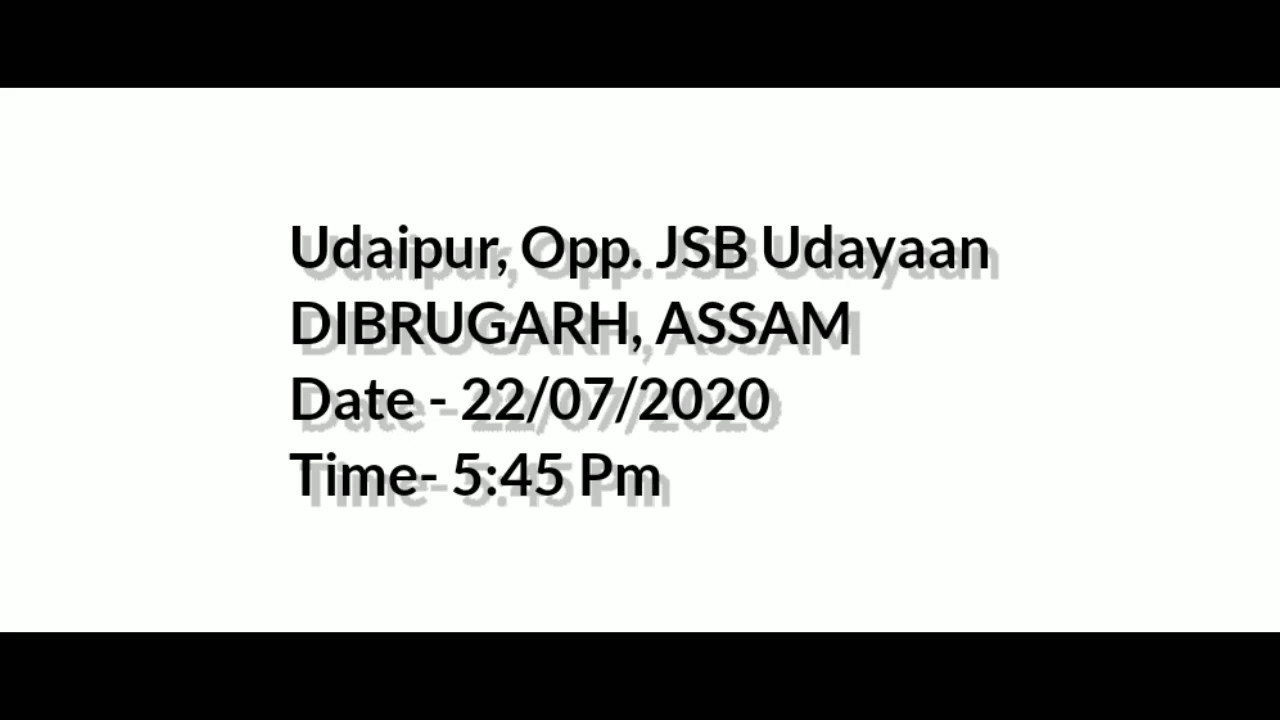 Udaipur, Opp. JSB Udayaan
DIBRUGARH, ASSAM
Date - 22/07/2020
Time- 5:45 Pm